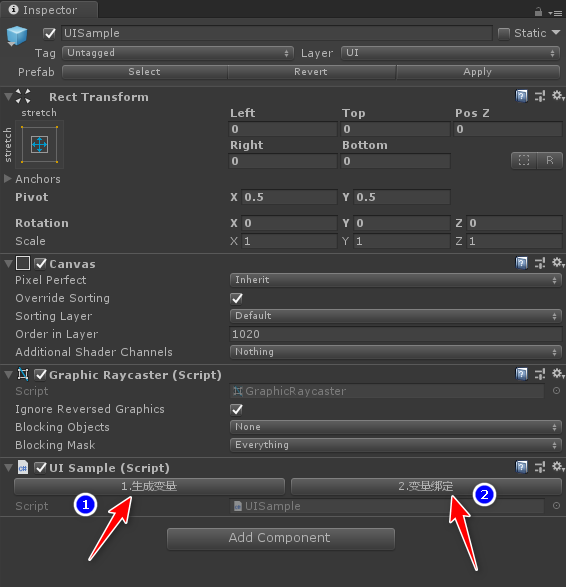 Inspector
UISample
Static
Tag Untagged Layer UI
Prefab Select Revert Apply
Rect Transform
stretch
stretch
Left Top Pos Z
0 0 0
Right Bottom
0 0
R
Anchors
Pivot X 0.5 Y 0.5
Rotation X 0 Y 0 Z 0
Scale X 1 Y 1 Z 1
Canvas
Pixel Perfect Inherit
Override Sorting
Sorting Layer Default
Order in Layer 1020
Additional Shader Channels Nothing
Graphic Raycaster (Script)
Script GraphicRaycaster
Ignore Reversed Graphics
Blocking Objects None
Blocking Mask Everything
c# UI Sample (Script)
1.生成变量 2.变量绑定
1 2
Script UISample
Add Component